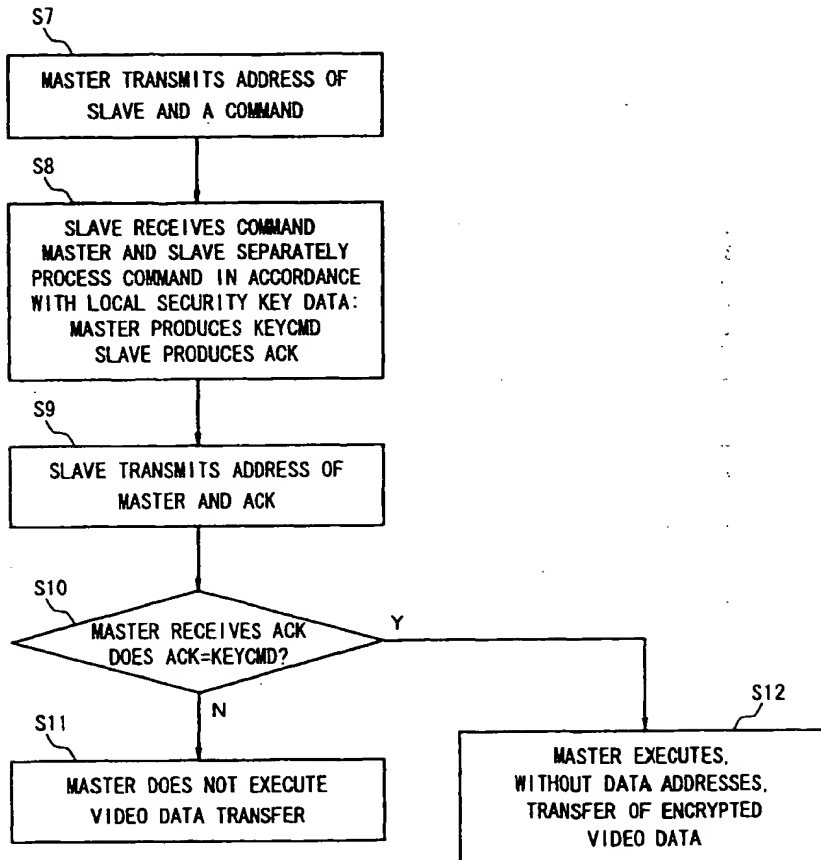 S7
MASTER TRANSMITS ADDRESS OF
SLAVE AND A COMMAND
S8
SLAVE RECEIVES COMMAND
MASTER AND SLAVE SEPARATELY
PROCESS COMMAND IN ACCORDANCE
WITH LOCAL SECURITY KEY DATA:
MASTER PRODUCES KEYCMD
SLAVE PRODUCES ACK
S9
SLAVE TRANSMITS ADDRESS OF
MASTER AND ACK
S10
MASTER RECEIVES ACK
DOES ACK=KEYCMD?
Y
N
S11
MASTER DOES NOT EXECUTE
VIDEO DATA TRANSFER
S12
MASTER EXECUTES,
WITHOUT DATA ADDRESSES,
TRANSFER OF ENCRYPTED
VIDEO DATA